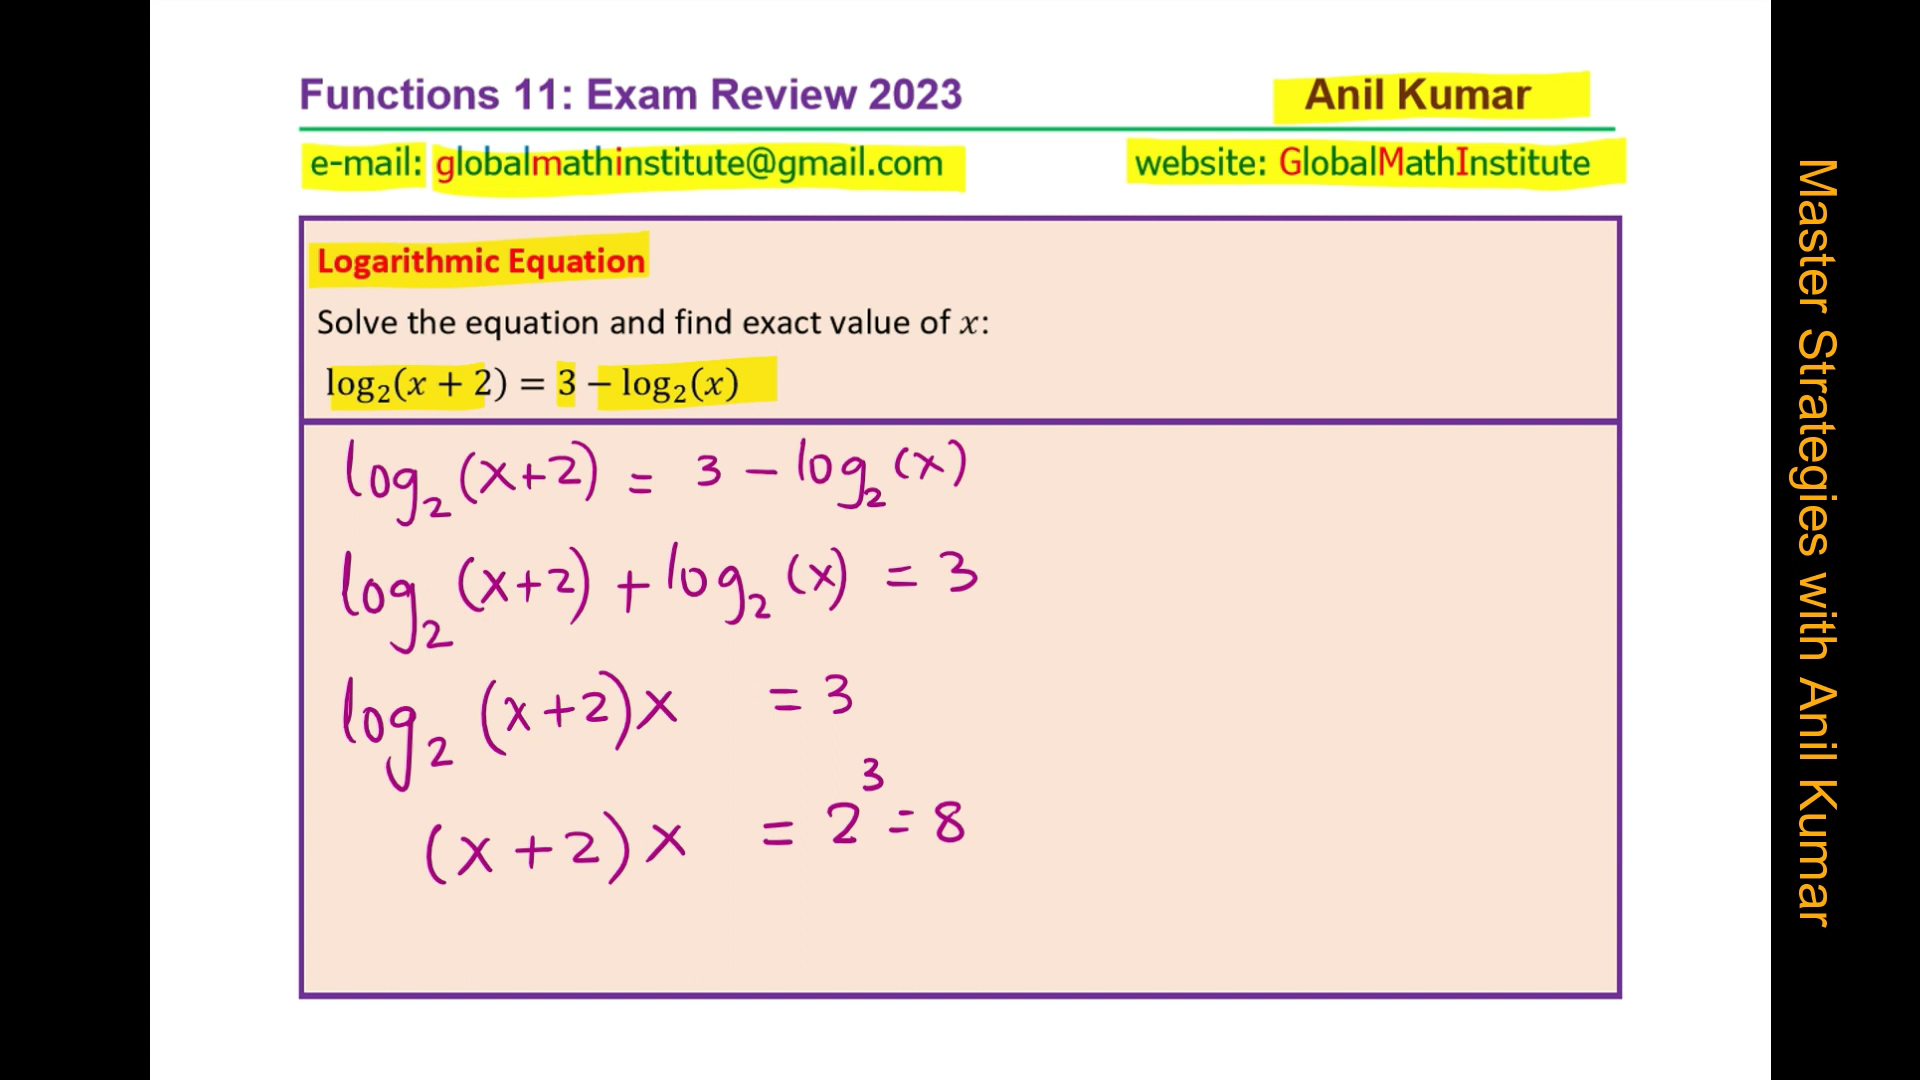 Functions 11: Exam Review 2023 Anil Kumar
e-mail: globalmathinstitute@gmail.com website: GlobalMathInstitute
Logarithmic Equation
Solve the equation and find exact value of x:
log₂(x + 2) = 3 − log₂(x)
log₂(x+2) = 3 − log₂(x)
log₂(x+2) + log₂(x) = 3
log₂(x+2)x = 3
(x+2)x = 2³ = 8
Master Strategies with Anil Kumar